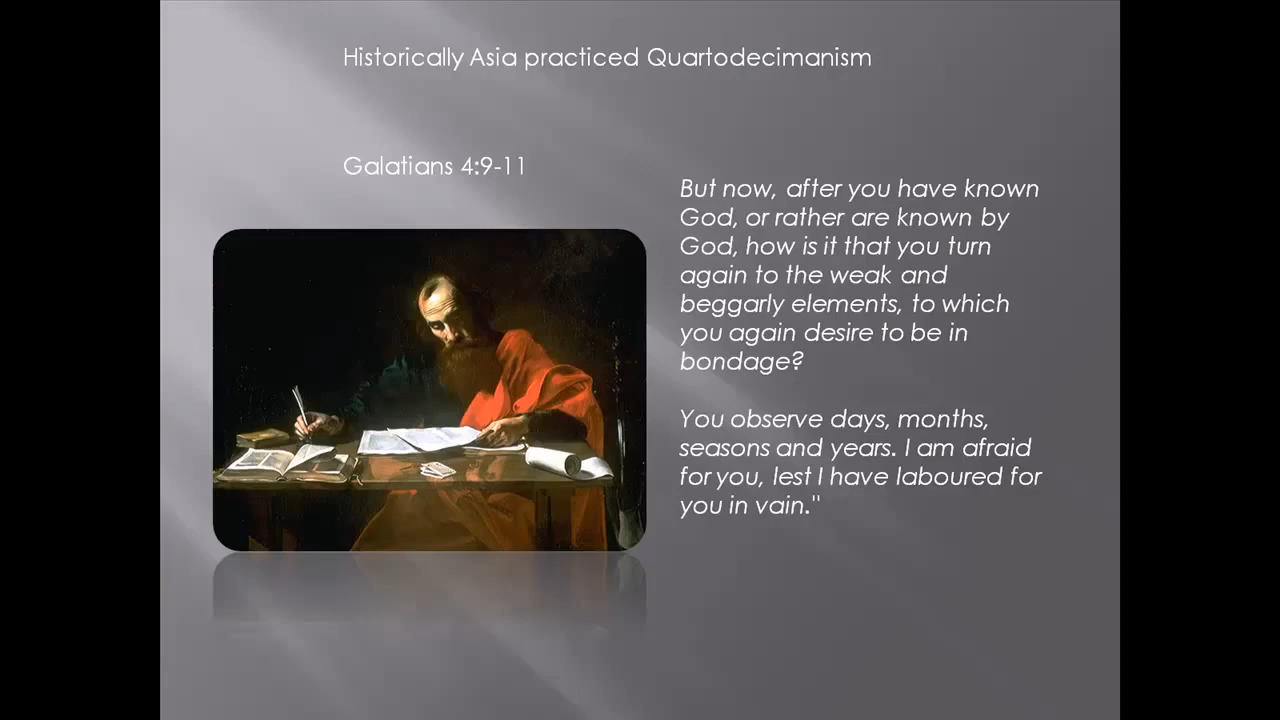 Historically Asia practiced Quartodecimanism
Galatians 4:9-11
But now, after you have known
God, or rather are known by
God, how is it that you turn
again to the weak and
beggarly elements, to which
you again desire to be in
bondage?
You observe days, months,
seasons and years. I am afraid
for you, lest I have laboured for
you in vain."